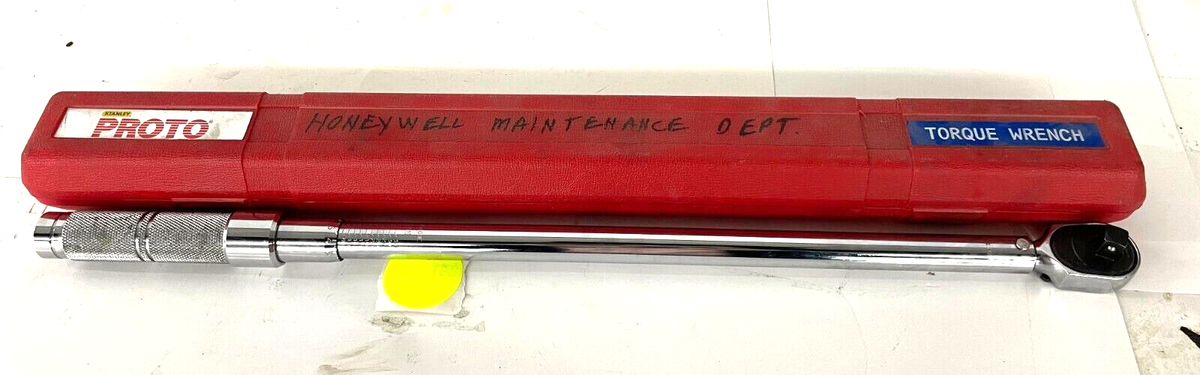 STANLEY
PROTO
HONEYWELL MAINTENANCE DEPT.
TORQUE WRENCH